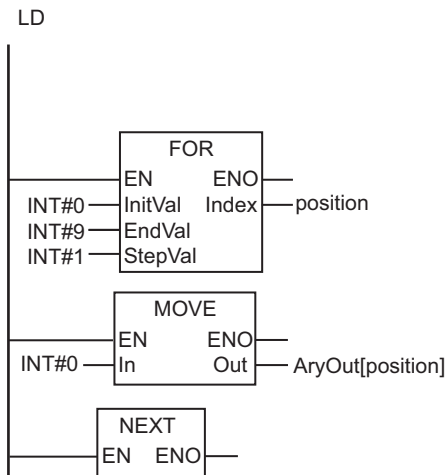 LD
FOR
EN ENO
INT#0 InitVal Index position
INT#9 EndVal
INT#1 StepVal
MOVE
EN ENO
INT#0 In Out AryOut[position]
NEXT
EN ENO